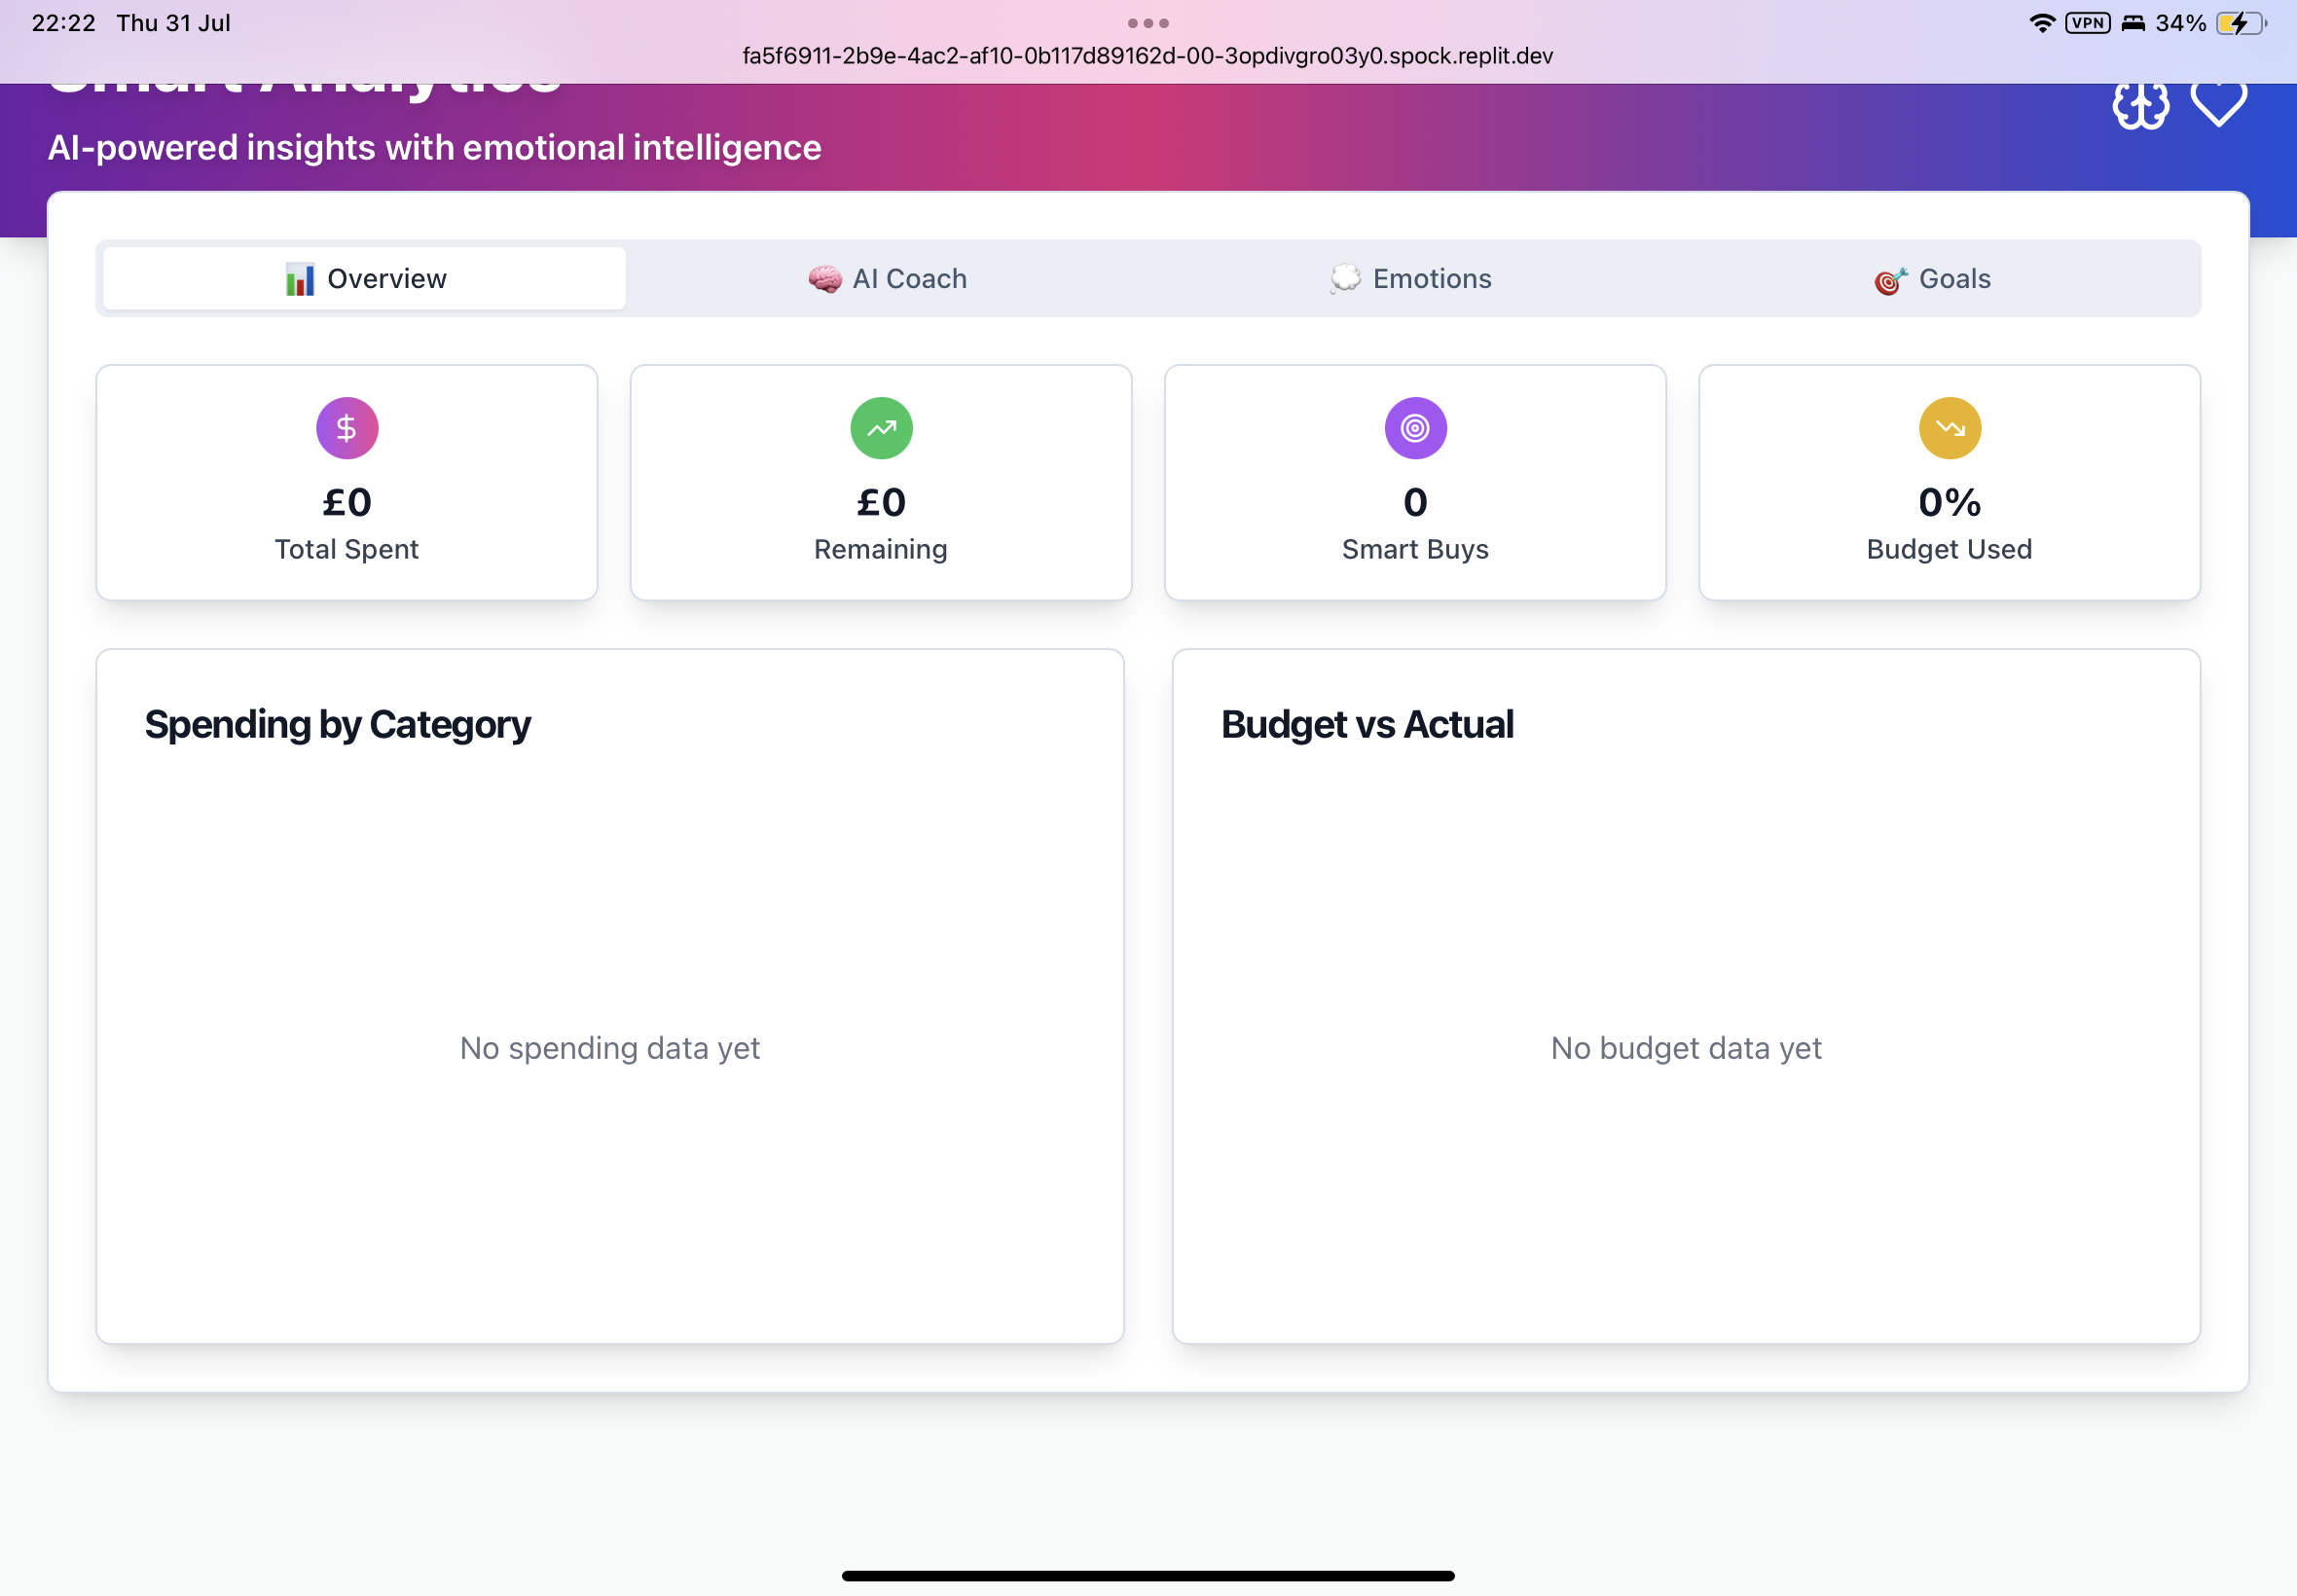 22:22 Thu 31 Jul
VPN 34%
fa5f6911-2b9e-4ac2-af10-0b117d89162d-00-3opdivgro03y0.spock.replit.dev
Smart Analytics
AI-powered insights with emotional intelligence
Overview
AI Coach
Emotions
Goals
£0
Total Spent
£0
Remaining
0
Smart Buys
0%
Budget Used
Spending by Category
No spending data yet
Budget vs Actual
No budget data yet